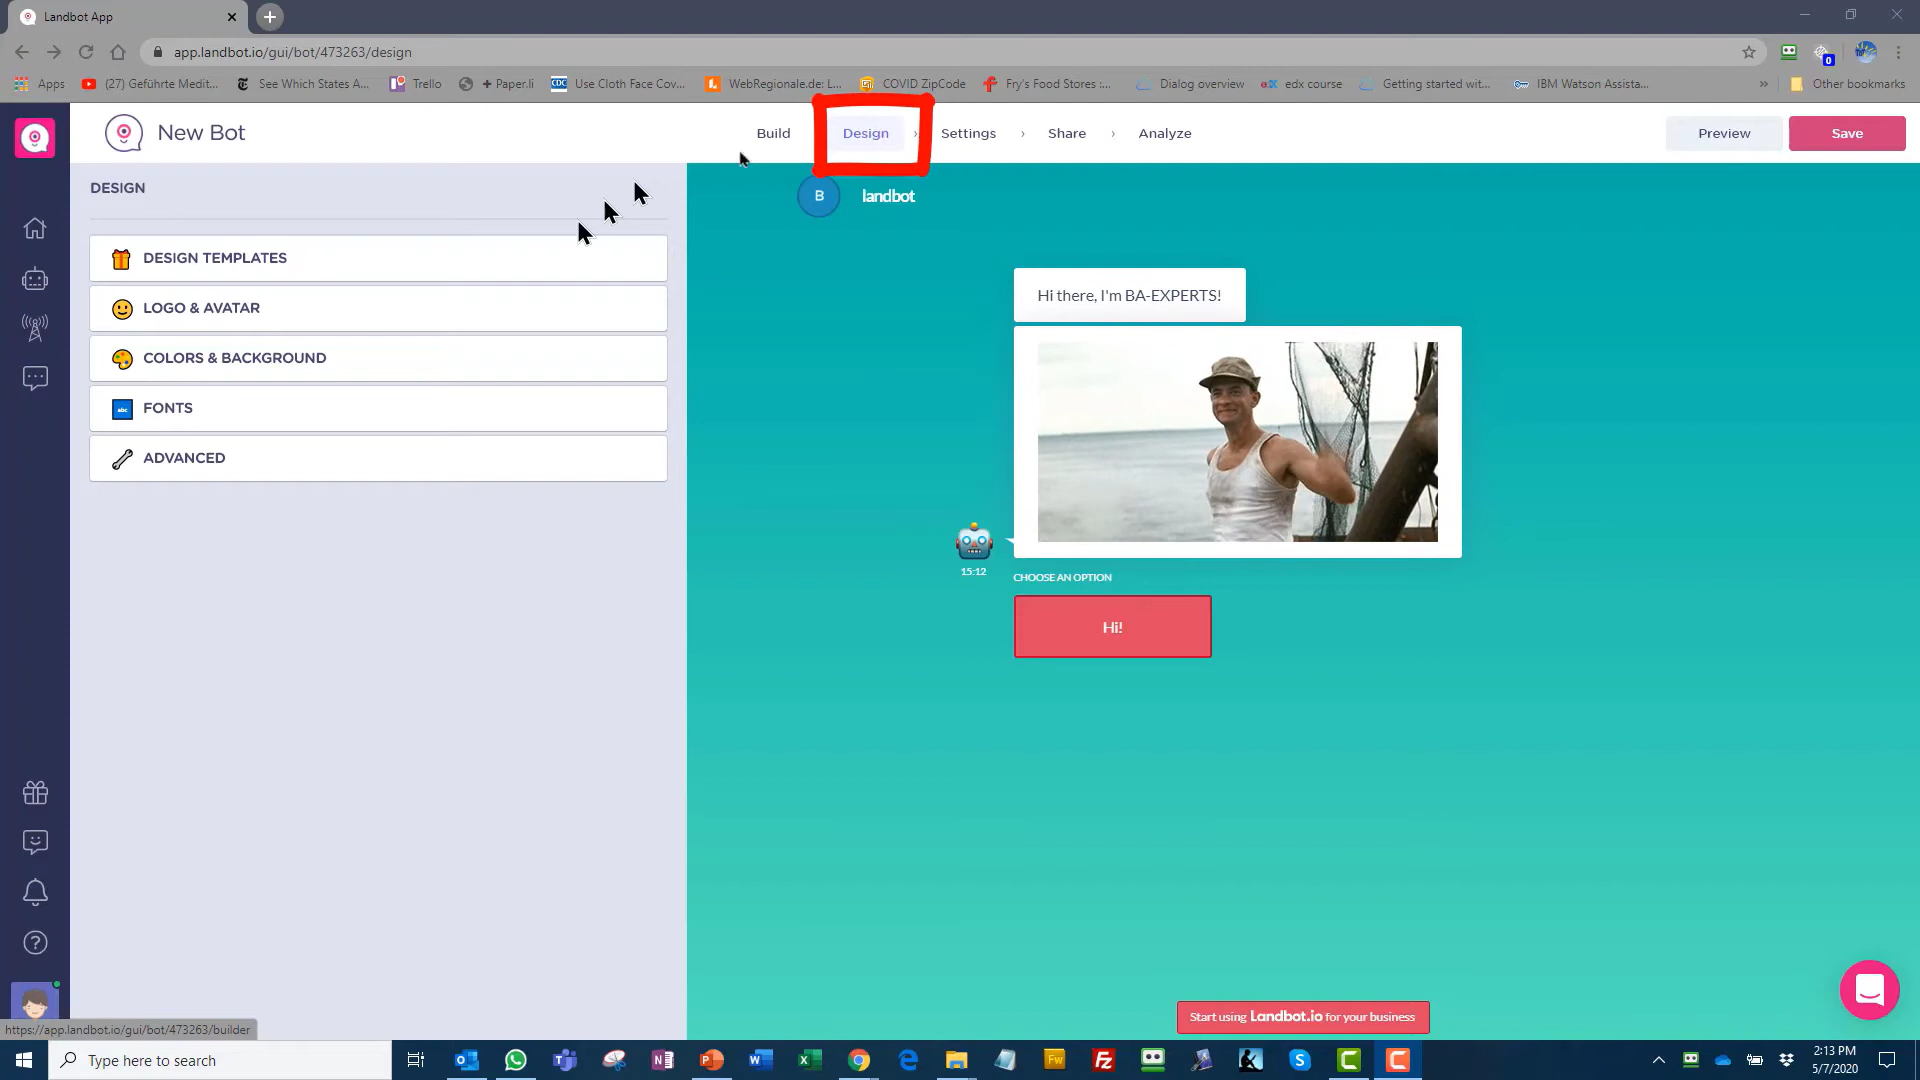 Landbot App
app.landbot.io/gui/bot/473263/design
Apps
(27) Geführte Medit...
See Which States A...
Trello
+ Paper.li
CDC
Use Cloth Face Cov...
WebRegionale.de: L...
COVID ZipCode
Fry's Food Stores :...
Dialog overview
edX
edx course
Getting started wit...
IBM Watson Assista...
»
Other bookmarks
0
New Bot
Build
Design
›
Settings
›
Share
›
Analyze
Preview
Save
DESIGN
DESIGN TEMPLATES
LOGO & AVATAR
COLORS & BACKGROUND
abc
FONTS
ADVANCED
B
landbot
Hi there, I'm BA-EXPERTS!
15:12
CHOOSE AN OPTION
Hi!
Start using Landbot.io for your business
https://app.landbot.io/gui/bot/473263/builder
Type here to search
Fw
2:13 PM
5/7/2020